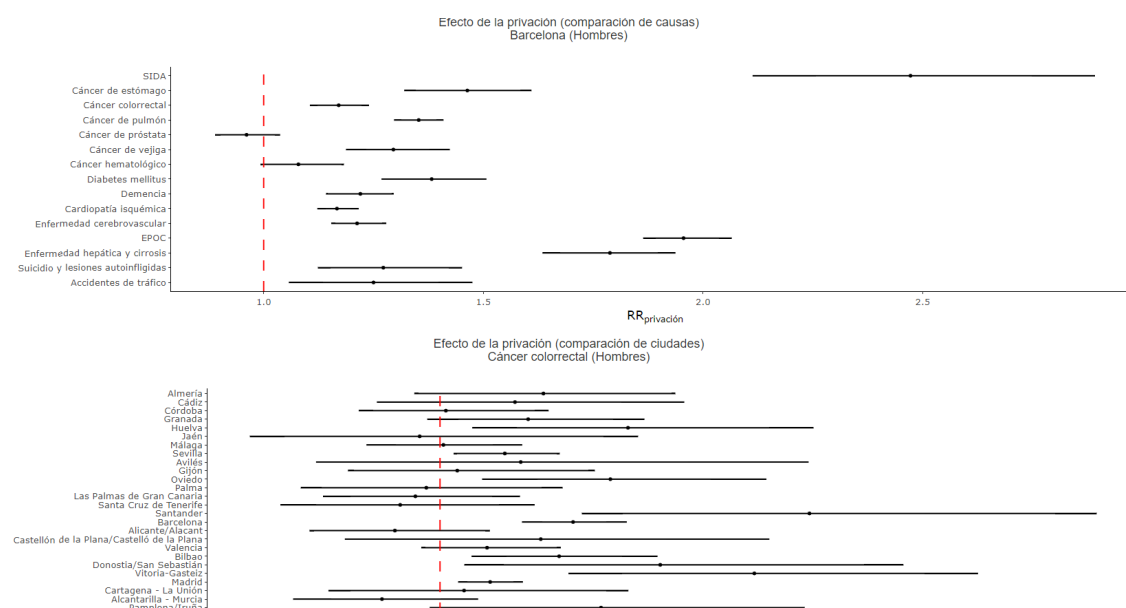 Efecto de la privación (comparación de causas)
Barcelona (Hombres)
SIDA
Cáncer de estómago
Cáncer colorrectal
Cáncer de pulmón
Cáncer de próstata
Cáncer de vejiga
Cáncer hematológico
Diabetes mellitus
Demencia
Cardiopatía isquémica
Enfermedad cerebrovascular
EPOC
Enfermedad hepática y cirrosis
Suicidio y lesiones autoinfligidas
Accidentes de tráfico
1.0 1.5 2.0 2.5
RRprivación
Efecto de la privación (comparación de ciudades)
Cáncer colorrectal (Hombres)
Almería
Cádiz
Córdoba
Granada
Huelva
Jaén
Málaga
Sevilla
Avilés
Gijón
Oviedo
Palma
Las Palmas de Gran Canaria
Santa Cruz de Tenerife
Santander
Barcelona
Alicante/Alacant
Castellón de la Plana/Castelló de la Plana
Valencia
Bilbao
Donostia/San Sebastián
Vitoria-Gasteiz
Madrid
Cartagena - La Unión
Alcantarilla - Murcia
Pamplona/Iruña